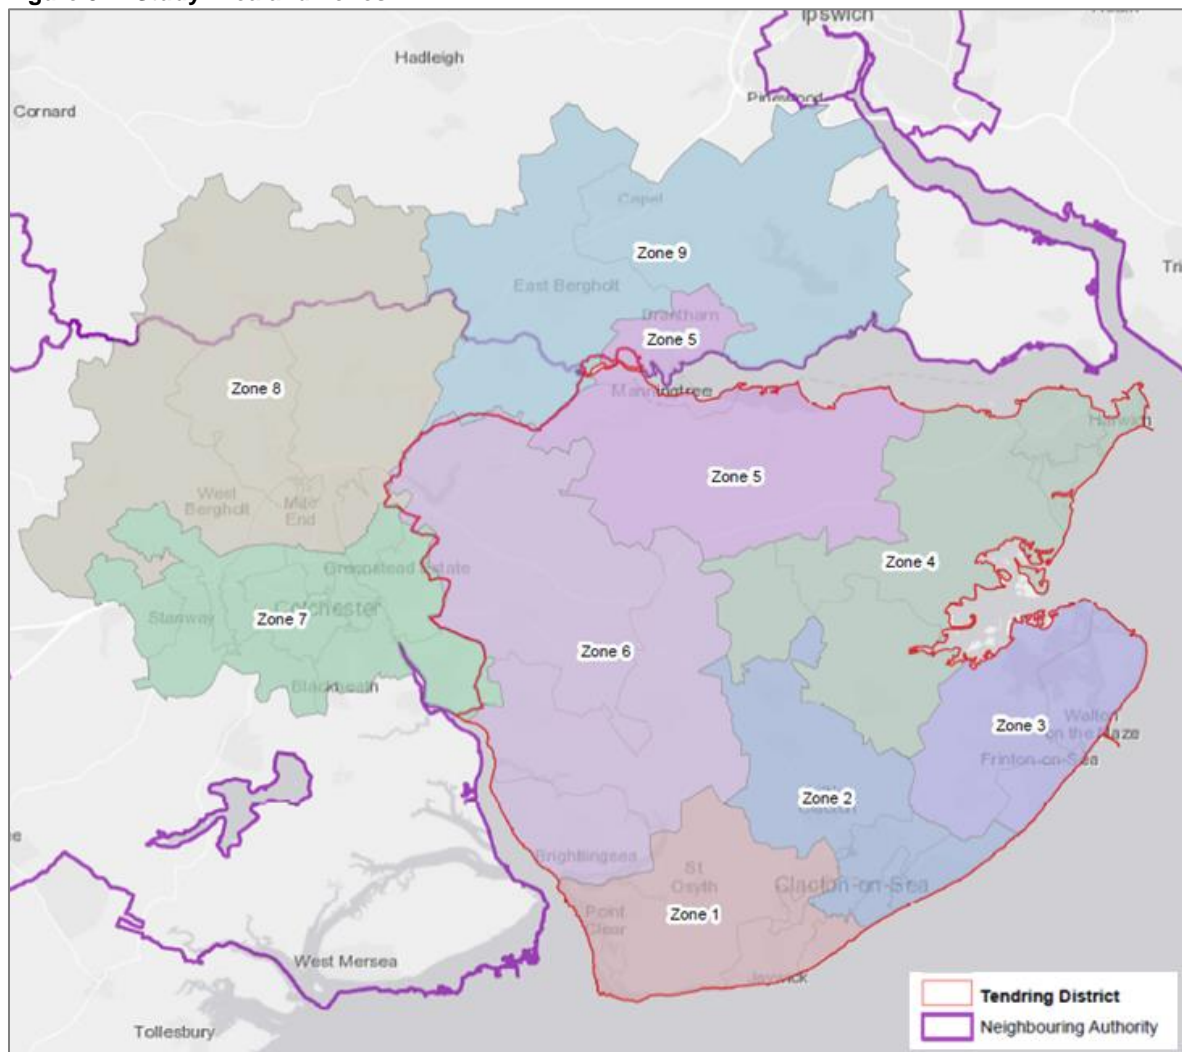 Ipswich
Hadleigh
Cornard
Capel
Zone 9
East Bergholt
Brantham
Zone 5
Manningtree
Zone 8
Harwich
Zone 5
West
Bergholt
Mile
End
Zone 4
Greenstead Estate
Colchester
Stanway
Zone 7
Zone 6
Blackheath
Walton
on the Naze
Zone 3
Frinton-on-Sea
Zone 2
Brightlingsea
St
Osyth
Clacton-on-Sea
Point
Clear
Zone 1
West Mersea
Jaywick
Tollesbury
Tendring District
Neighbouring Authority